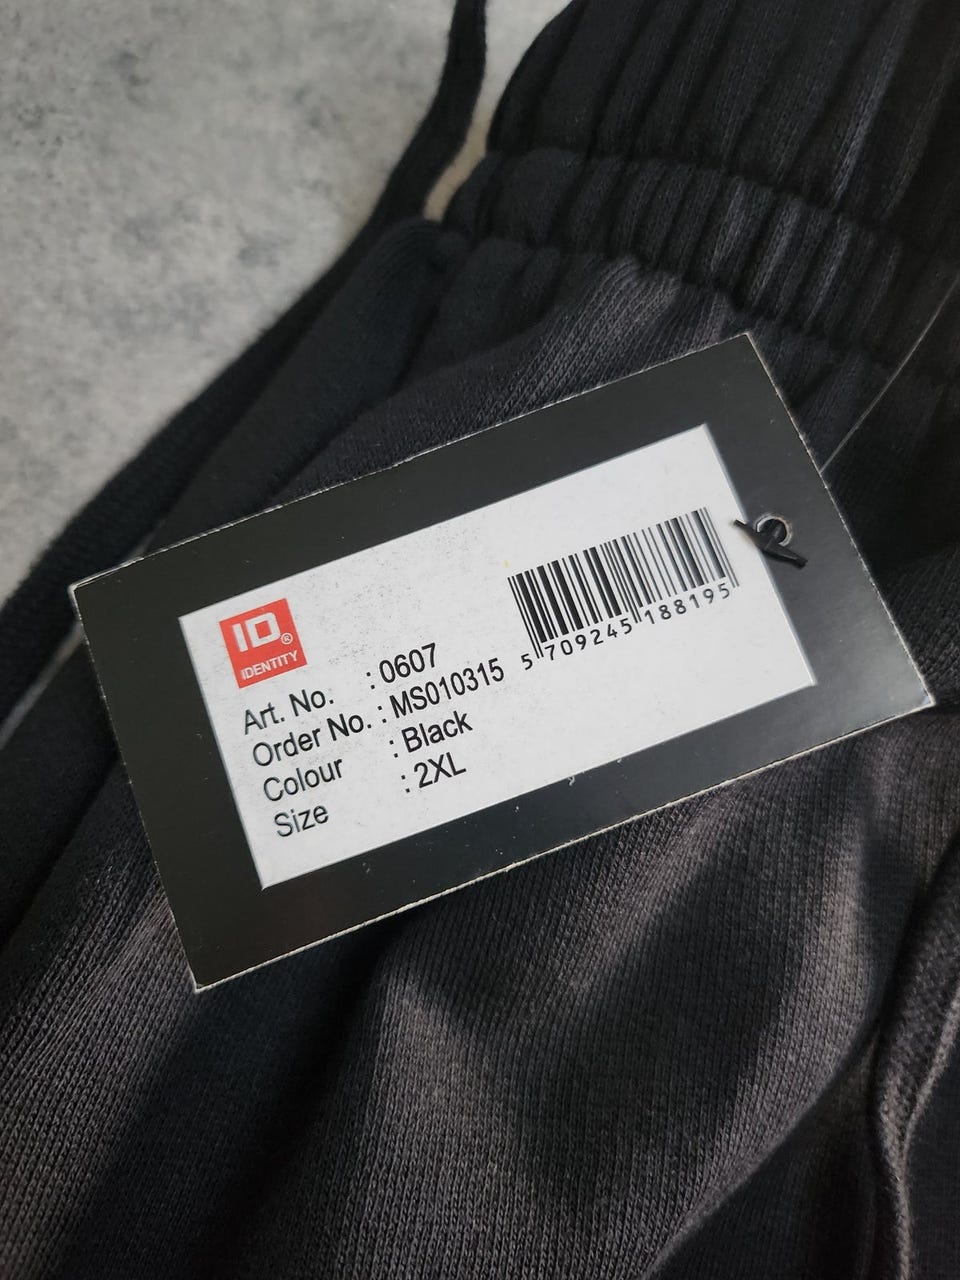 ID®
IDENTITY
Art. No. : 0607
Order No. : MS010315
Colour : Black
Size : 2XL
5 709245 188195